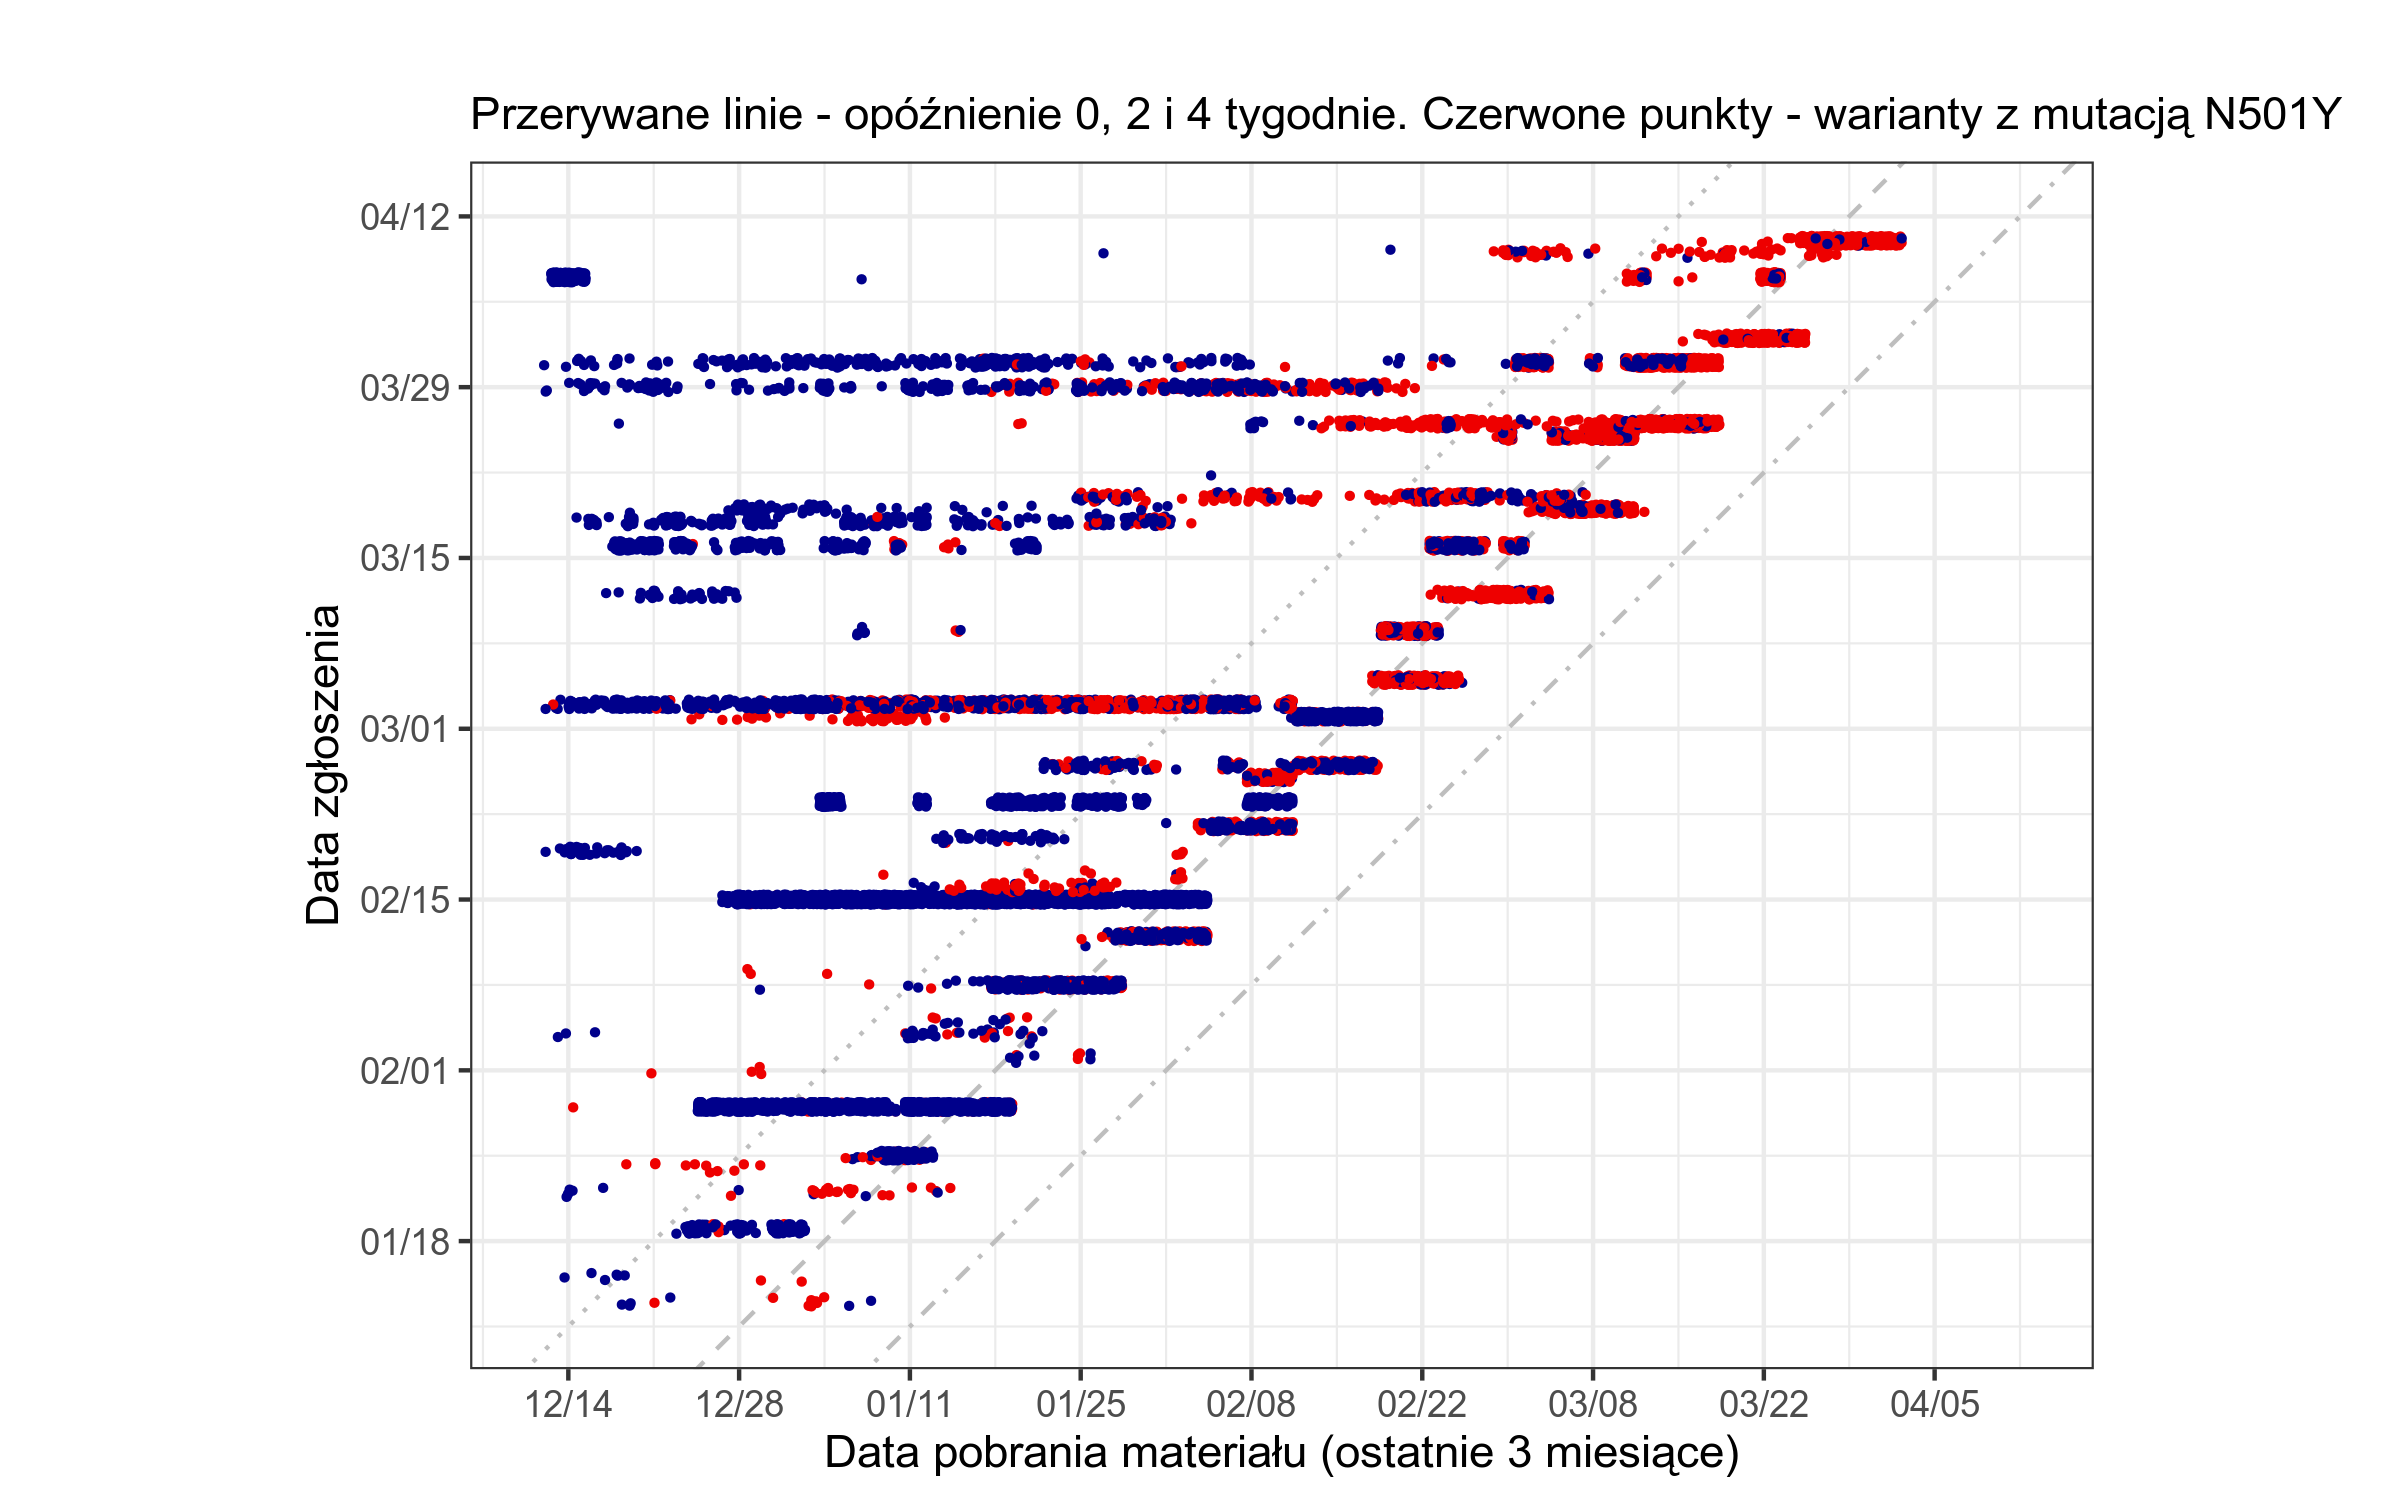 Przerywane linie - opóźnienie 0, 2 i 4 tygodnie. Czerwone punkty - warianty z mutacją N501Y
Data zgłoszenia
04/12
03/29
03/15
03/01
02/15
02/01
01/18
12/14 12/28 01/11 01/25 02/08 02/22 03/08 03/22 04/05
Data pobrania materiału (ostatnie 3 miesiące)